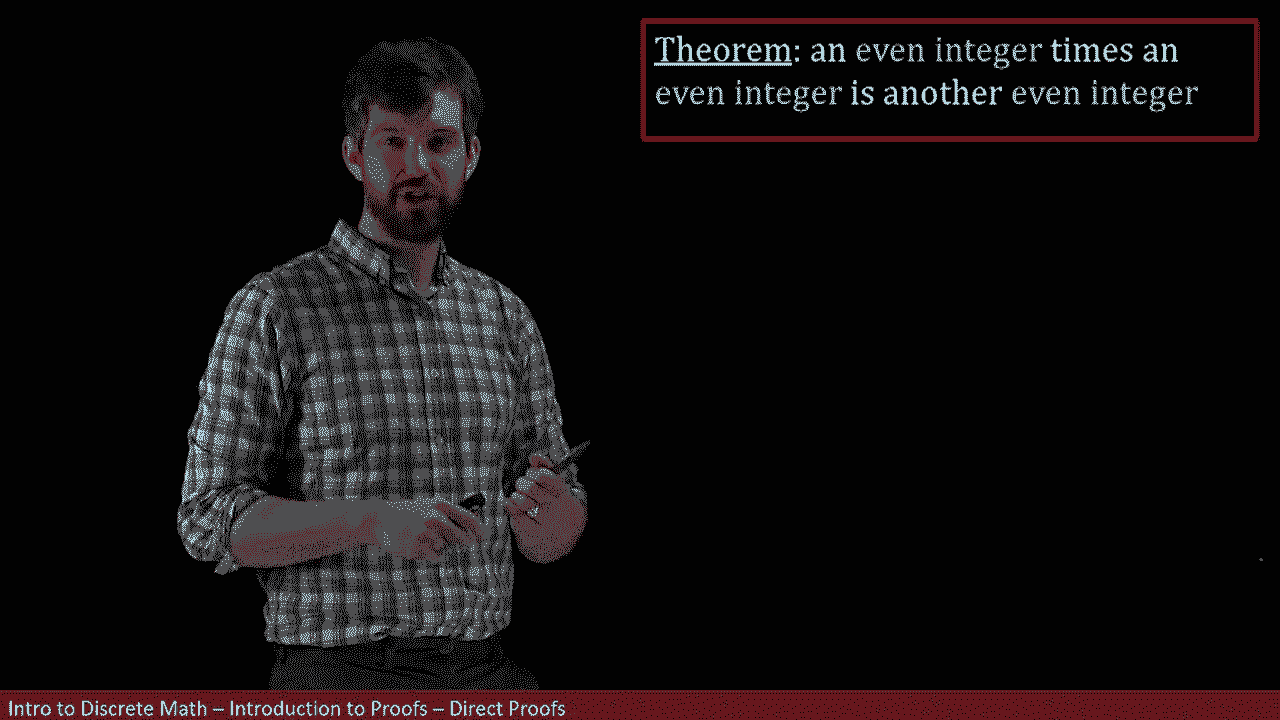 Theorem: an even integer times an
even integer is another even integer
Intro to Discrete Math – Introduction to Proofs – Direct Proofs